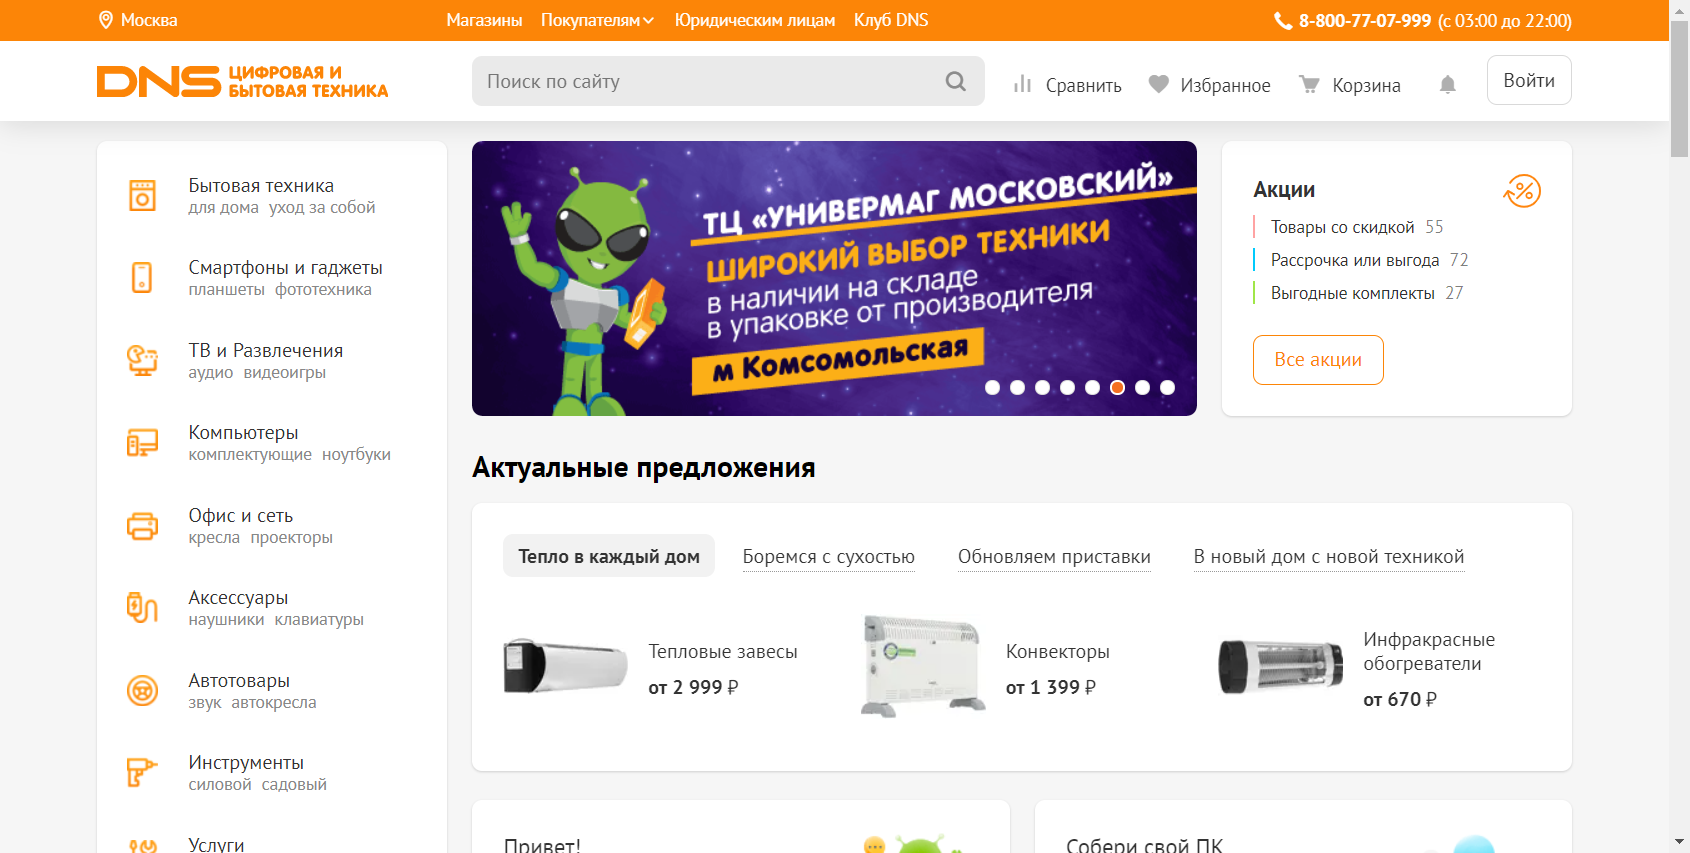 Москва
Магазины
Покупателям
Юридическим лицам
Клуб DNS
8-800-77-07-999 (с 03:00 до 22:00)
DNS ЦИФРОВАЯ И
БЫТОВАЯ ТЕХНИКА
Поиск по сайту
Сравнить
Избранное
Корзина
Войти
Бытовая техника
для дома уход за собой
Смартфоны и гаджеты
планшеты фототехника
ТВ и Развлечения
аудио видеоигры
Компьютеры
комплектующие ноутбуки
Офис и сеть
кресла проекторы
Аксессуары
наушники клавиатуры
Автотовары
звук автокресла
Инструменты
силовой садовый
Услуги
ТЦ «УНИВЕРМАГ МОСКОВСКИЙ»
ШИРОКИЙ ВЫБОР ТЕХНИКИ
в наличии на складе
в упаковке от производителя
м Комсомольская
Акции
Товары со скидкой 55
Рассрочка или выгода 72
Выгодные комплекты 27
Все акции
Актуальные предложения
Тепло в каждый дом
Боремся с сухостью
Обновляем приставки
В новый дом с новой техникой
Тепловые завесы
от 2 999 ₽
Конвекторы
от 1 399 ₽
Инфракрасные
обогреватели
от 670 ₽
Привет!
Собери свой ПК